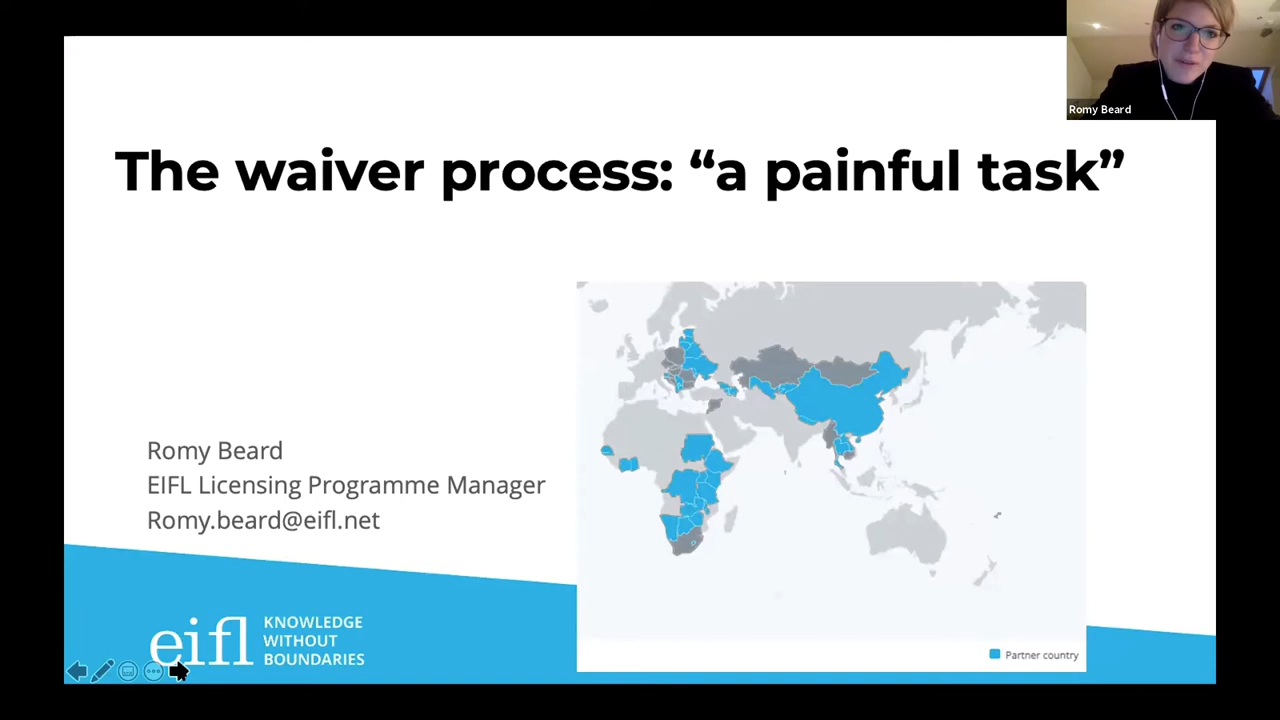 Romy Beard
The waiver process: “a painful task”
Romy Beard
EIFL Licensing Programme Manager
Romy.beard@eifl.net
eifl
KNOWLEDGE
WITHOUT
BOUNDARIES
Partner country